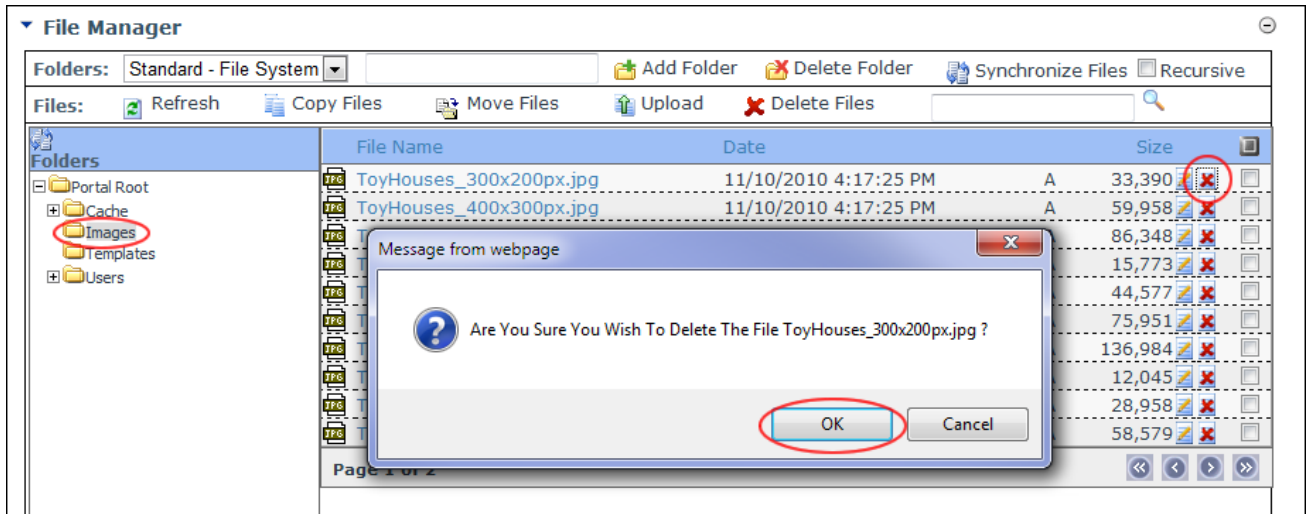 File Manager
Folders: Standard - File System Add Folder Delete Folder Synchronize Files Recursive
Files: Refresh Copy Files Move Files Upload Delete Files
Folders
Portal Root
Cache
Images
Templates
Users
File Name Date Size
ToyHouses_300x200px.jpg 11/10/2010 4:17:25 PM A 33,390
ToyHouses_400x300px.jpg 11/10/2010 4:17:25 PM A 59,958
86,348
15,773
44,577
75,951
136,984
12,045
28,958
58,579
Message from webpage
Are You Sure You Wish To Delete The File ToyHouses_300x200px.jpg ?
OK Cancel
Page 1 of 2